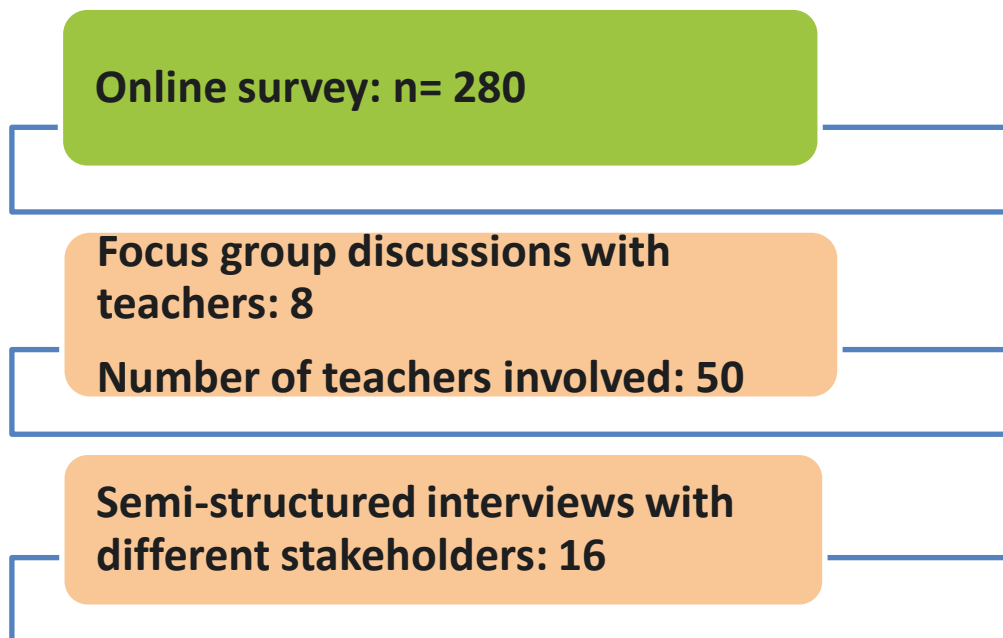 Online survey: n= 280
Focus group discussions with
teachers: 8
Number of teachers involved: 50
Semi-structured interviews with
different stakeholders: 16